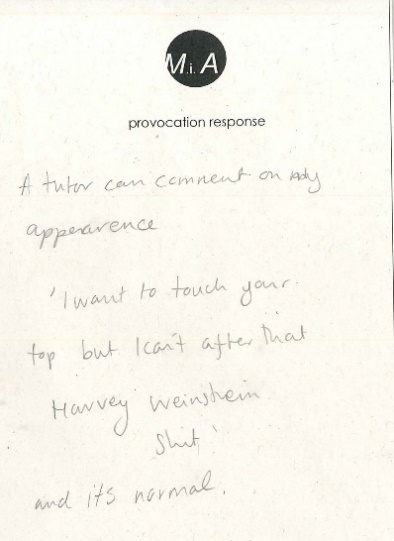 M.i.A
provocation response
A tutor can comment on my
appearence
'I want to touch your
top but I can't after that
Harvey Weinstein
Shit'
and its normal.